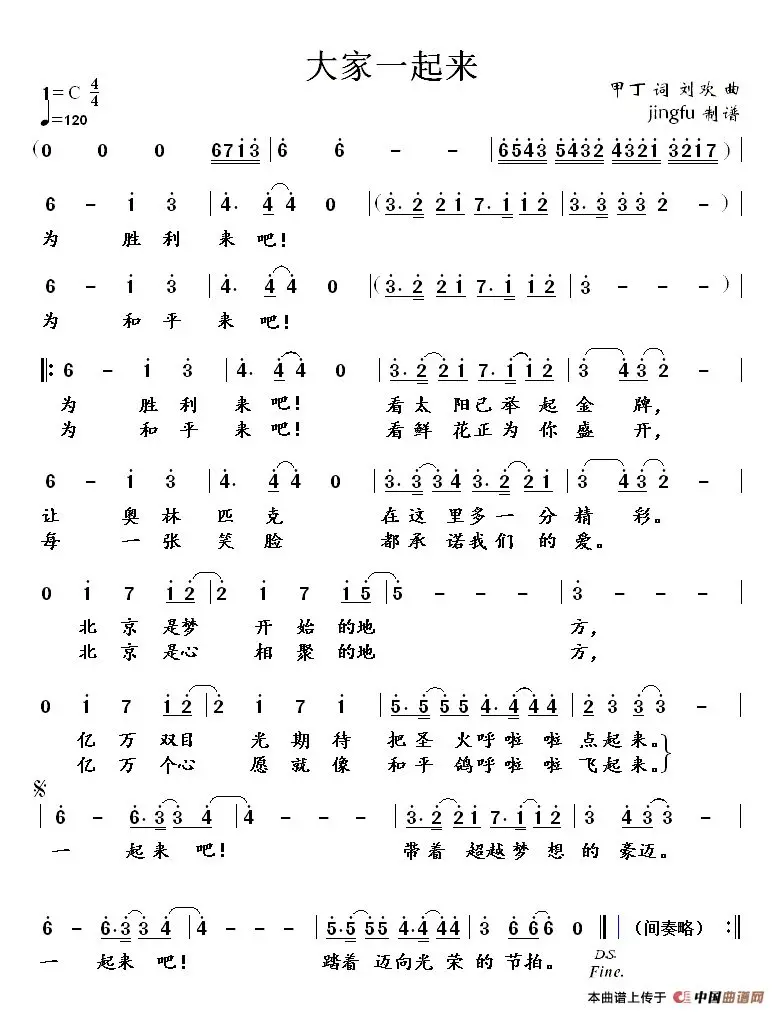 大家一起来
1=C 4/4
甲丁 词 刘欢 曲
♩=120
jingfu 制谱
(0 0 0 671̇3̇ | 6̇ 6̇ - - | 6̇5̇4̇3̇ 5̇4̇3̇2̇ 4̇3̇2̇1̇ 3̇2̇1̇7) |
6 - 1̇ 3̇ | 4̇. 4̇ 4̇ 0 | (3̇. 2̇ 2̇ 1̇ 7. 1̇ 1̇ 2̇ | 3̇. 3̇ 3̇ 3̇ 2̇ -) |
为 胜 利 来 吧!
6 - 1̇ 3̇ | 4̇. 4̇ 4̇ 0 | (3̇. 2̇ 2̇ 1̇ 7. 1̇ 1̇ 2̇ | 3̇ - - -) |
为 和 平 来 吧!
‖: 6 - 1̇ 3̇ | 4̇. 4̇ 4̇ 0 | 3̇. 2̇ 2̇ 1̇ 7. 1̇ 1̇ 2̇ | 3̇ 4̇ 3̇ 2̇ - |
为 胜 利 来 吧! 看 太 阳 已 举 起 金 牌,
为 和 平 来 吧! 看 鲜 花 正 为 你 盛 开,
6 - 1̇ 3̇ | 4̇. 4̇ 4̇ 0 | 3̇. 3̇ 3̇ 4̇ 3̇. 2̇ 2̇ 1̇ | 3̇ 4̇ 3̇ 2̇ - |
让 奥 林 匹 克 在 这 里 多 一 分 精 彩。
每 一 张 笑 脸 都 承 诺 我 们 的 爱。
0 1̇ 7 1̇ 2̇ | 2̇ 1̇ 7 1̇ 5̇ | 5̇ - - - | 3̇ - - - |
北 京 是 梦 开 始 的 地 方,
北 京 是 心 相 聚 的 地 方,
0 1̇ 7 1̇ 2̇ | 2̇ 1̇ 7 1̇ | 5̇. 5̇ 5̇ 5̇ 4̇. 4̇ 4̇ 4̇ | 2̇ 3̇ 3̇ 3̇ - |
亿 万 双 目 光 期 待 把 圣 火 呼 啦 啦 点 起 来。
亿 万 个 心 愿 就 像 和 平 鸽 呼 啦 啦 飞 起 来。
𝄋
| 6̇ - 6̇. 3̇ 3̇ 4̇ | 4̇ - - - | 3̇. 2̇ 2̇ 1̇ 7. 1̇ 1̇ 2̇ | 3̇ 4̇ 3̇ 3̇ - |
一 起 来 吧! 带 着 超 越 梦 想 的 豪 迈。
6̇ - 6̇. 3̇ 3̇ 4̇ | 4̇ - - - | 5̇. 5̇ 5̇ 5̇ 4̇. 4̇ 4̇ 4̇ | 3̇ 6̇ 6̇ 6̇ 0 ‖ | (间奏略) :‖
一 起 来 吧! 踏 着 迈 向 光 荣 的 节 拍。
D.S.
Fine.
本曲谱上传于 中国曲谱网